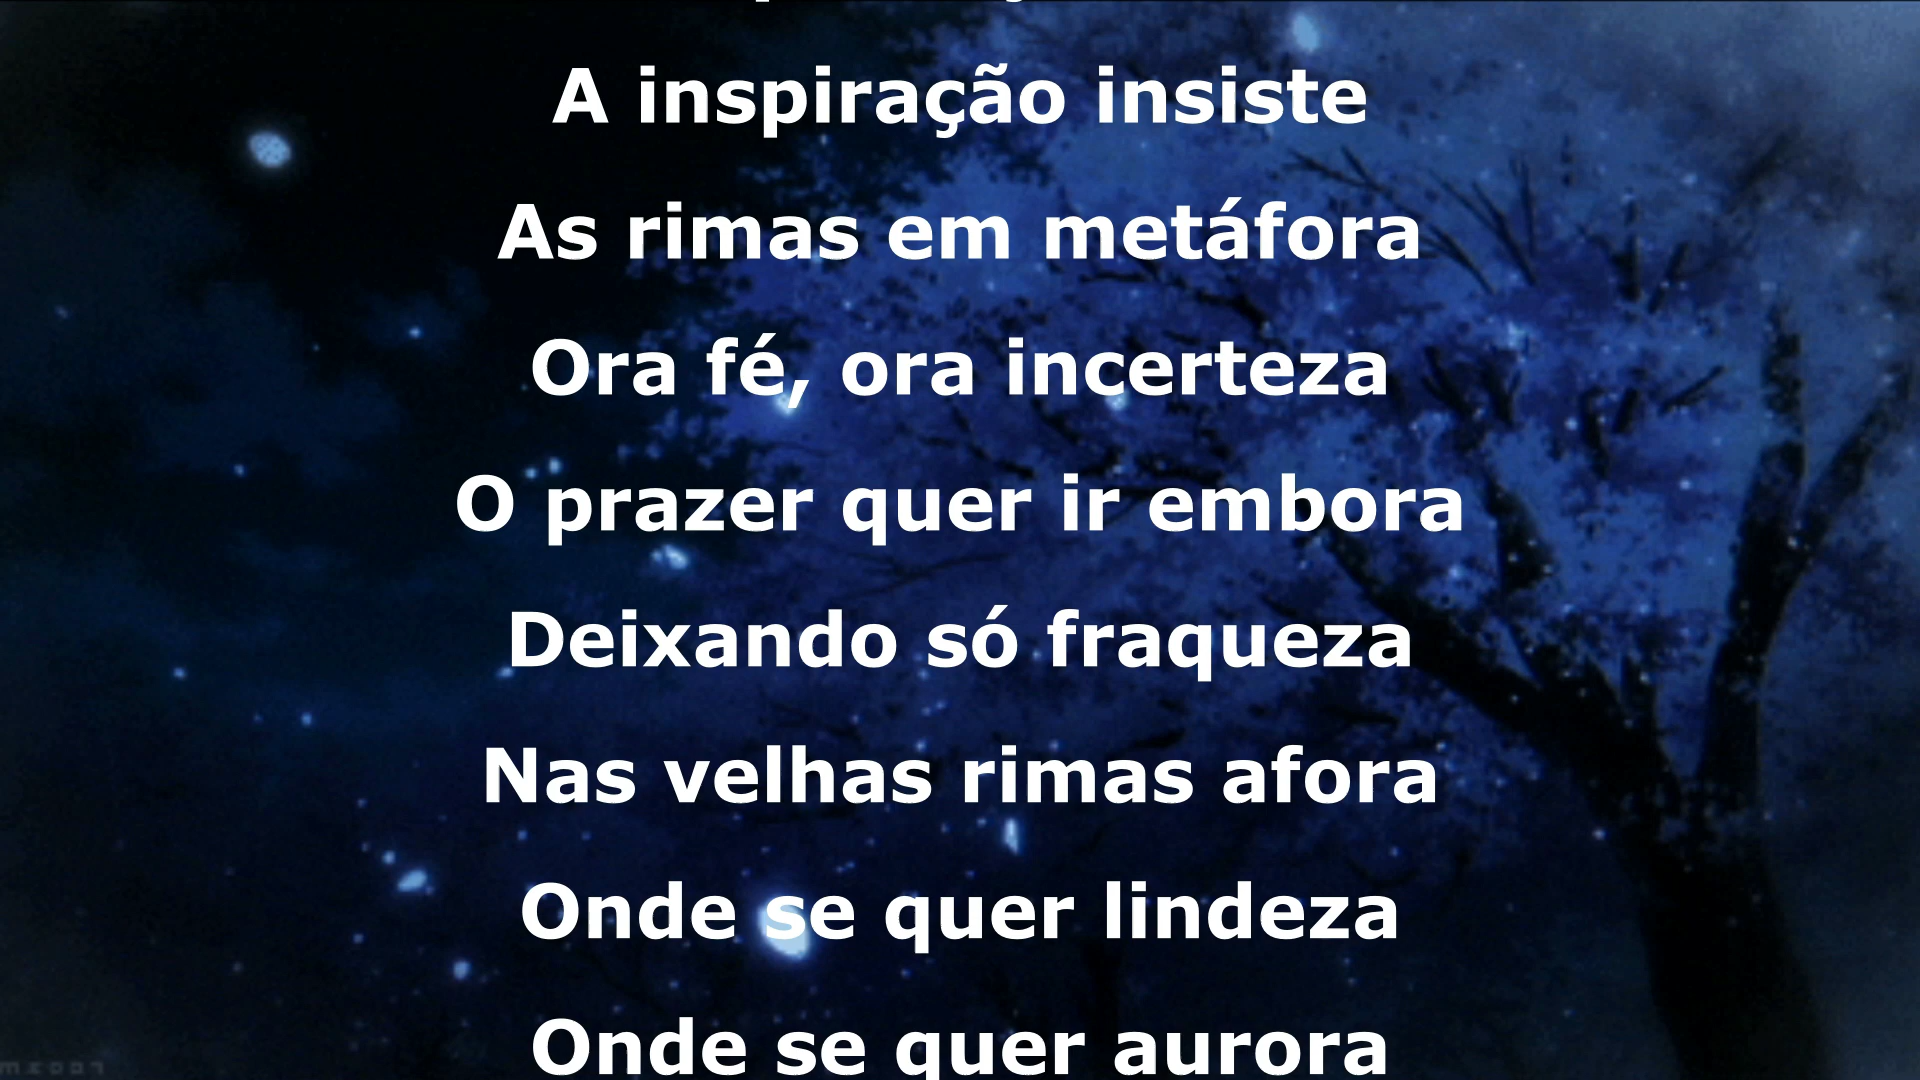 A inspiração insiste
As rimas em metáfora
Ora fé, ora incerteza
O prazer quer ir embora
Deixando só fraqueza
Nas velhas rimas afora
Onde se quer lindeza
Onde se quer aurora